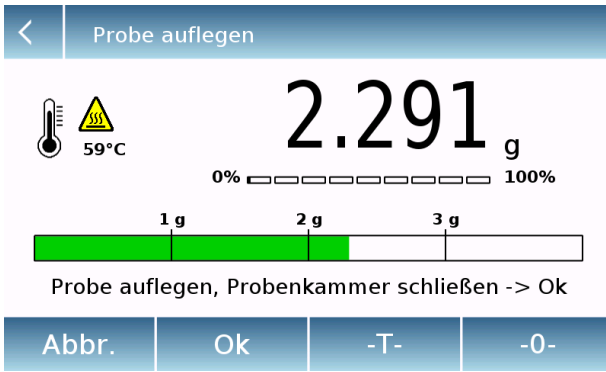 Probe auflegen
2.291 g
59°C
0% 100%
1 g 2 g 3 g
Probe auflegen, Probenkammer schließen -> Ok
Abbr. Ok -T- -0-